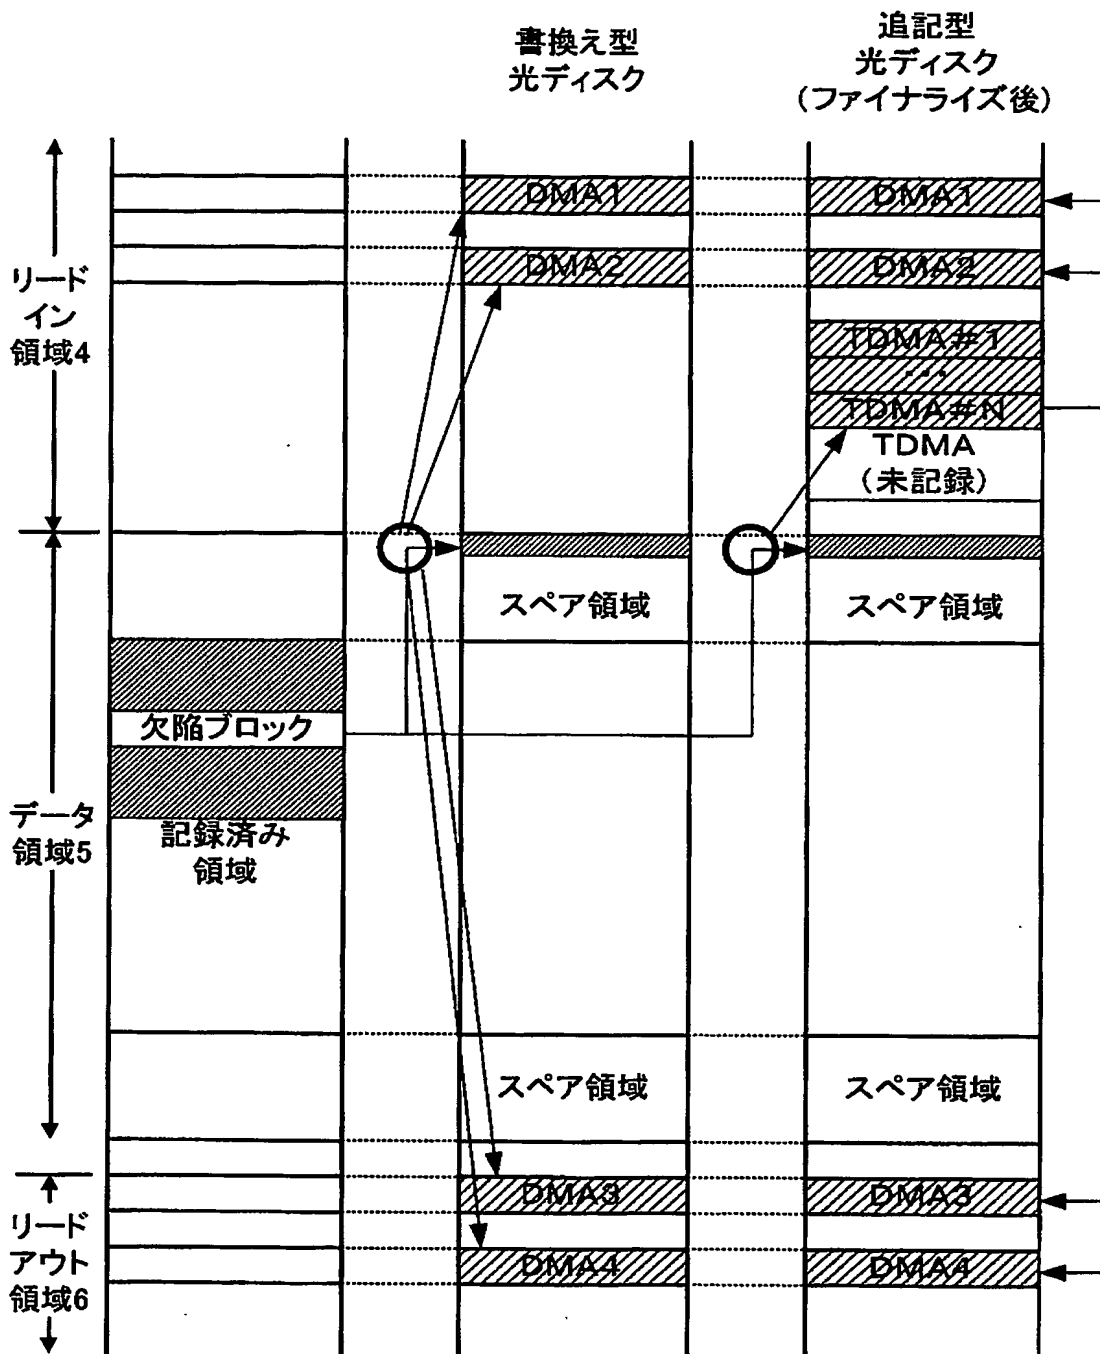 書換え型
光ディスク
追記型
光ディスク
(ファイナライズ後)
DMA1
DMA1
DMA2
DMA2
リード
イン
領域4
TDMA#1
・・・
TDMA#N
TDMA
(未記録)
スペア領域
スペア領域
欠陥ブロック
データ
領域5
記録済み
領域
スペア領域
スペア領域
DMA3
DMA3
リード
アウト
領域6
DMA4
DMA4